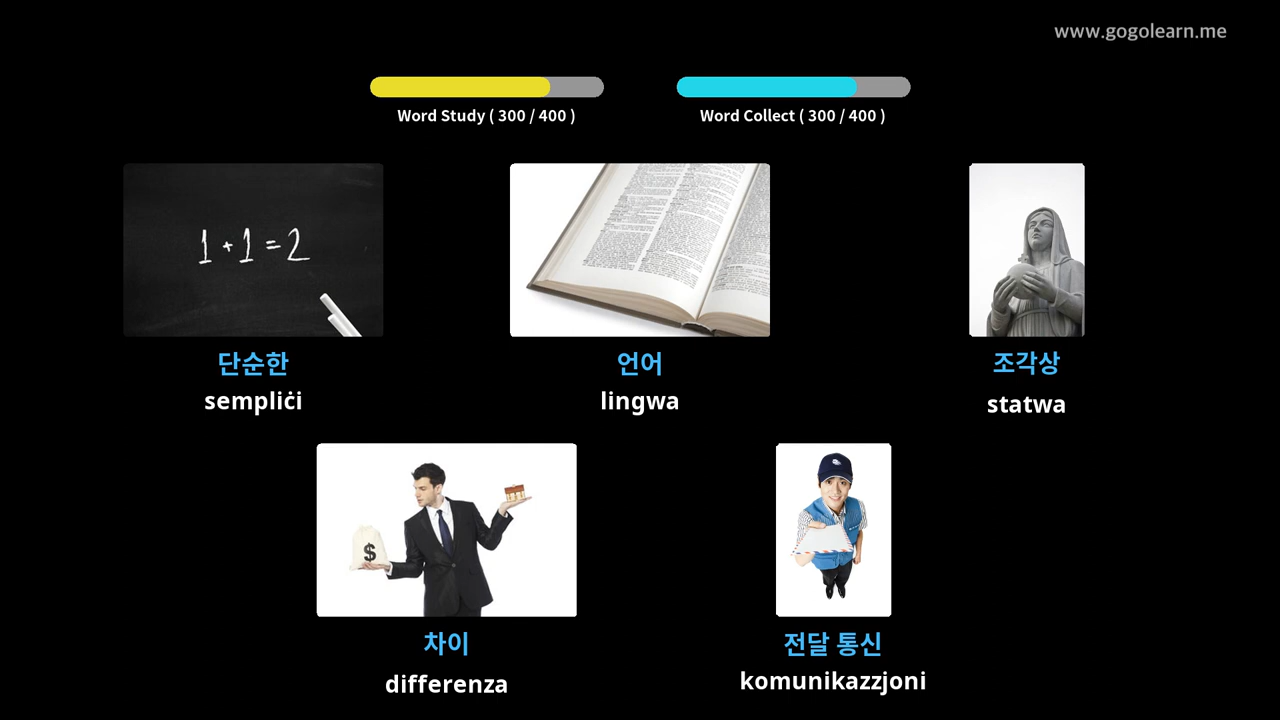 www.gogolearn.me
Word Study ( 300 / 400 )
Word Collect ( 300 / 400 )
1 + 1 = 2
단순한
sempliċi
언어
lingwa
조각상
statwa
$
차이
differenza
전달 통신
komunikazzjoni